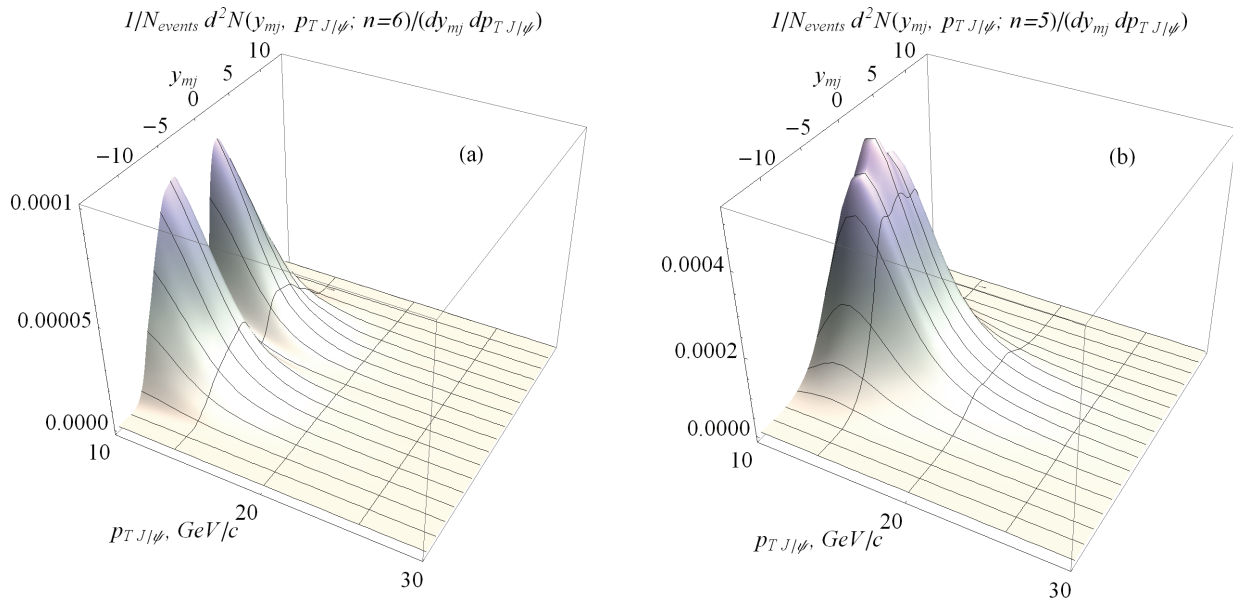 1/N_events d²N(y_mj, p_T J/ψ; n=6)/(dy_mj dp_T J/ψ)
10
5
y_mj
0
−5
−10
(a)
0.0001
0.00005
0.0000
10
20
p_T J/ψ, GeV/c
30
1/N_events d²N(y_mj, p_T J/ψ; n=5)/(dy_mj dp_T J/ψ)
10
5
y_mj
0
−5
−10
(b)
0.0004
0.0002
0.0000
10
20
p_T J/ψ, GeV/c
30